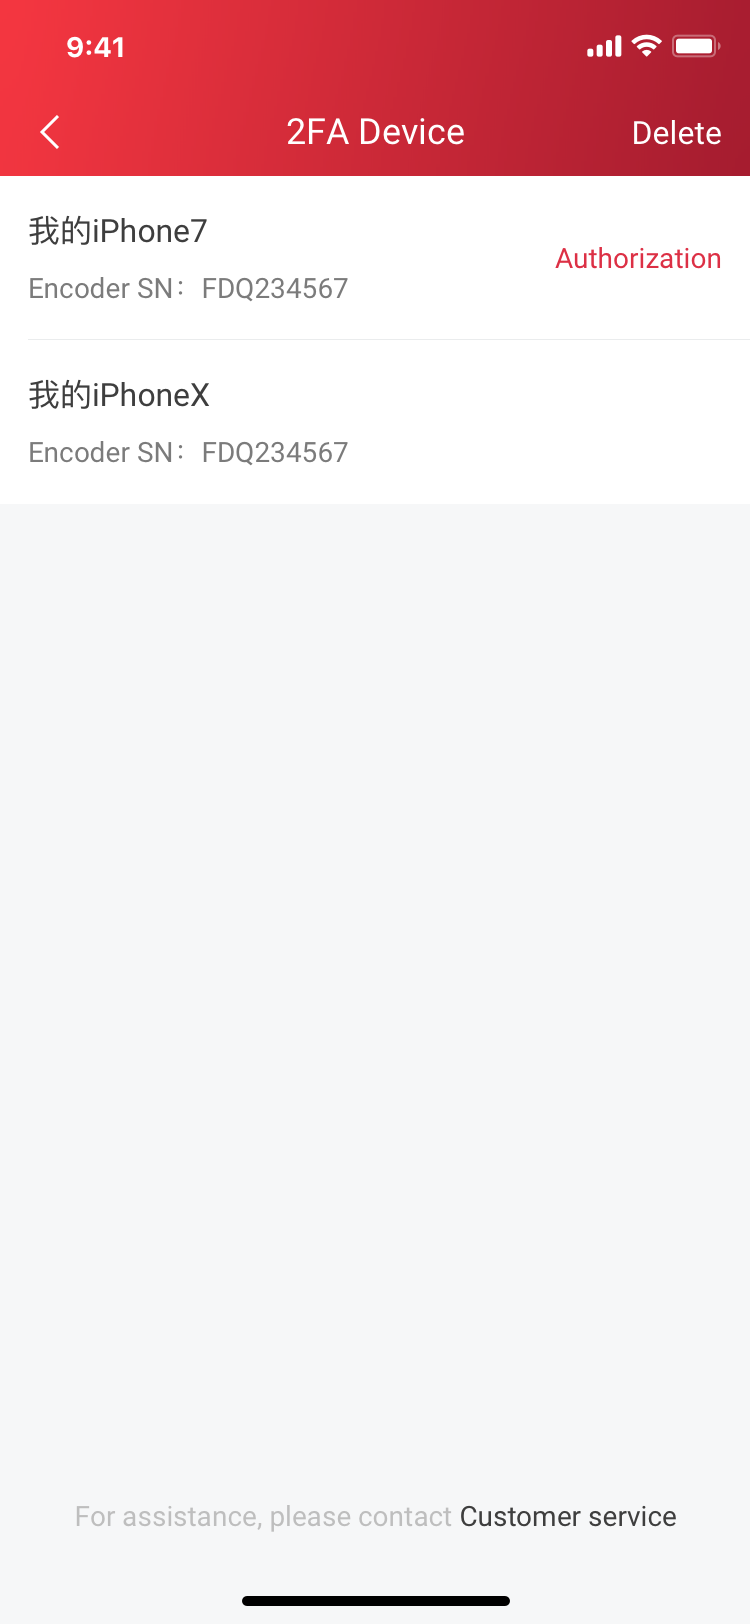 9:41
2FA Device
Delete
我的iPhone7
Authorization
Encoder SN：FDQ234567
我的iPhoneX
Encoder SN：FDQ234567
For assistance, please contact Customer service